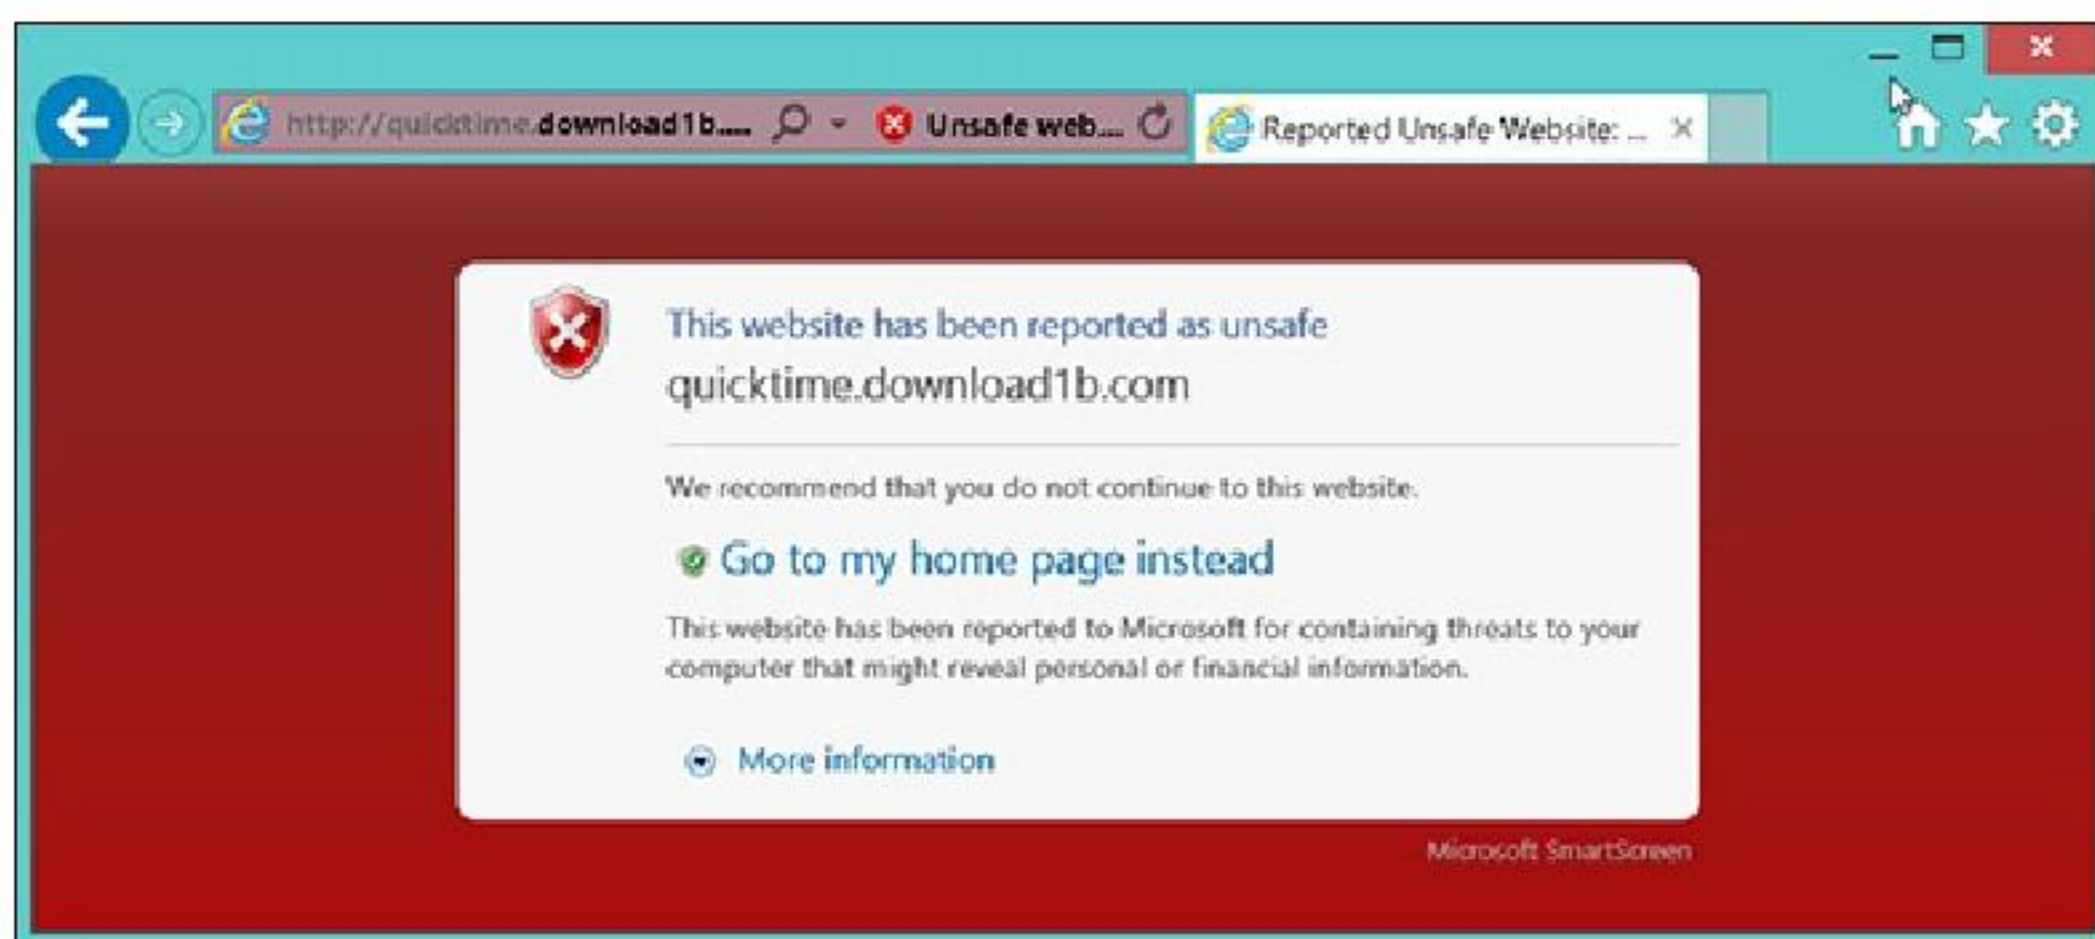 http://quicktime.download1b.... Unsafe web... Reported Unsafe Website: ...
This website has been reported as unsafe
quicktime.download1b.com
We recommend that you do not continue to this website.
Go to my home page instead
This website has been reported to Microsoft for containing threats to your
computer that might reveal personal or financial information.
More information
Microsoft SmartScreen